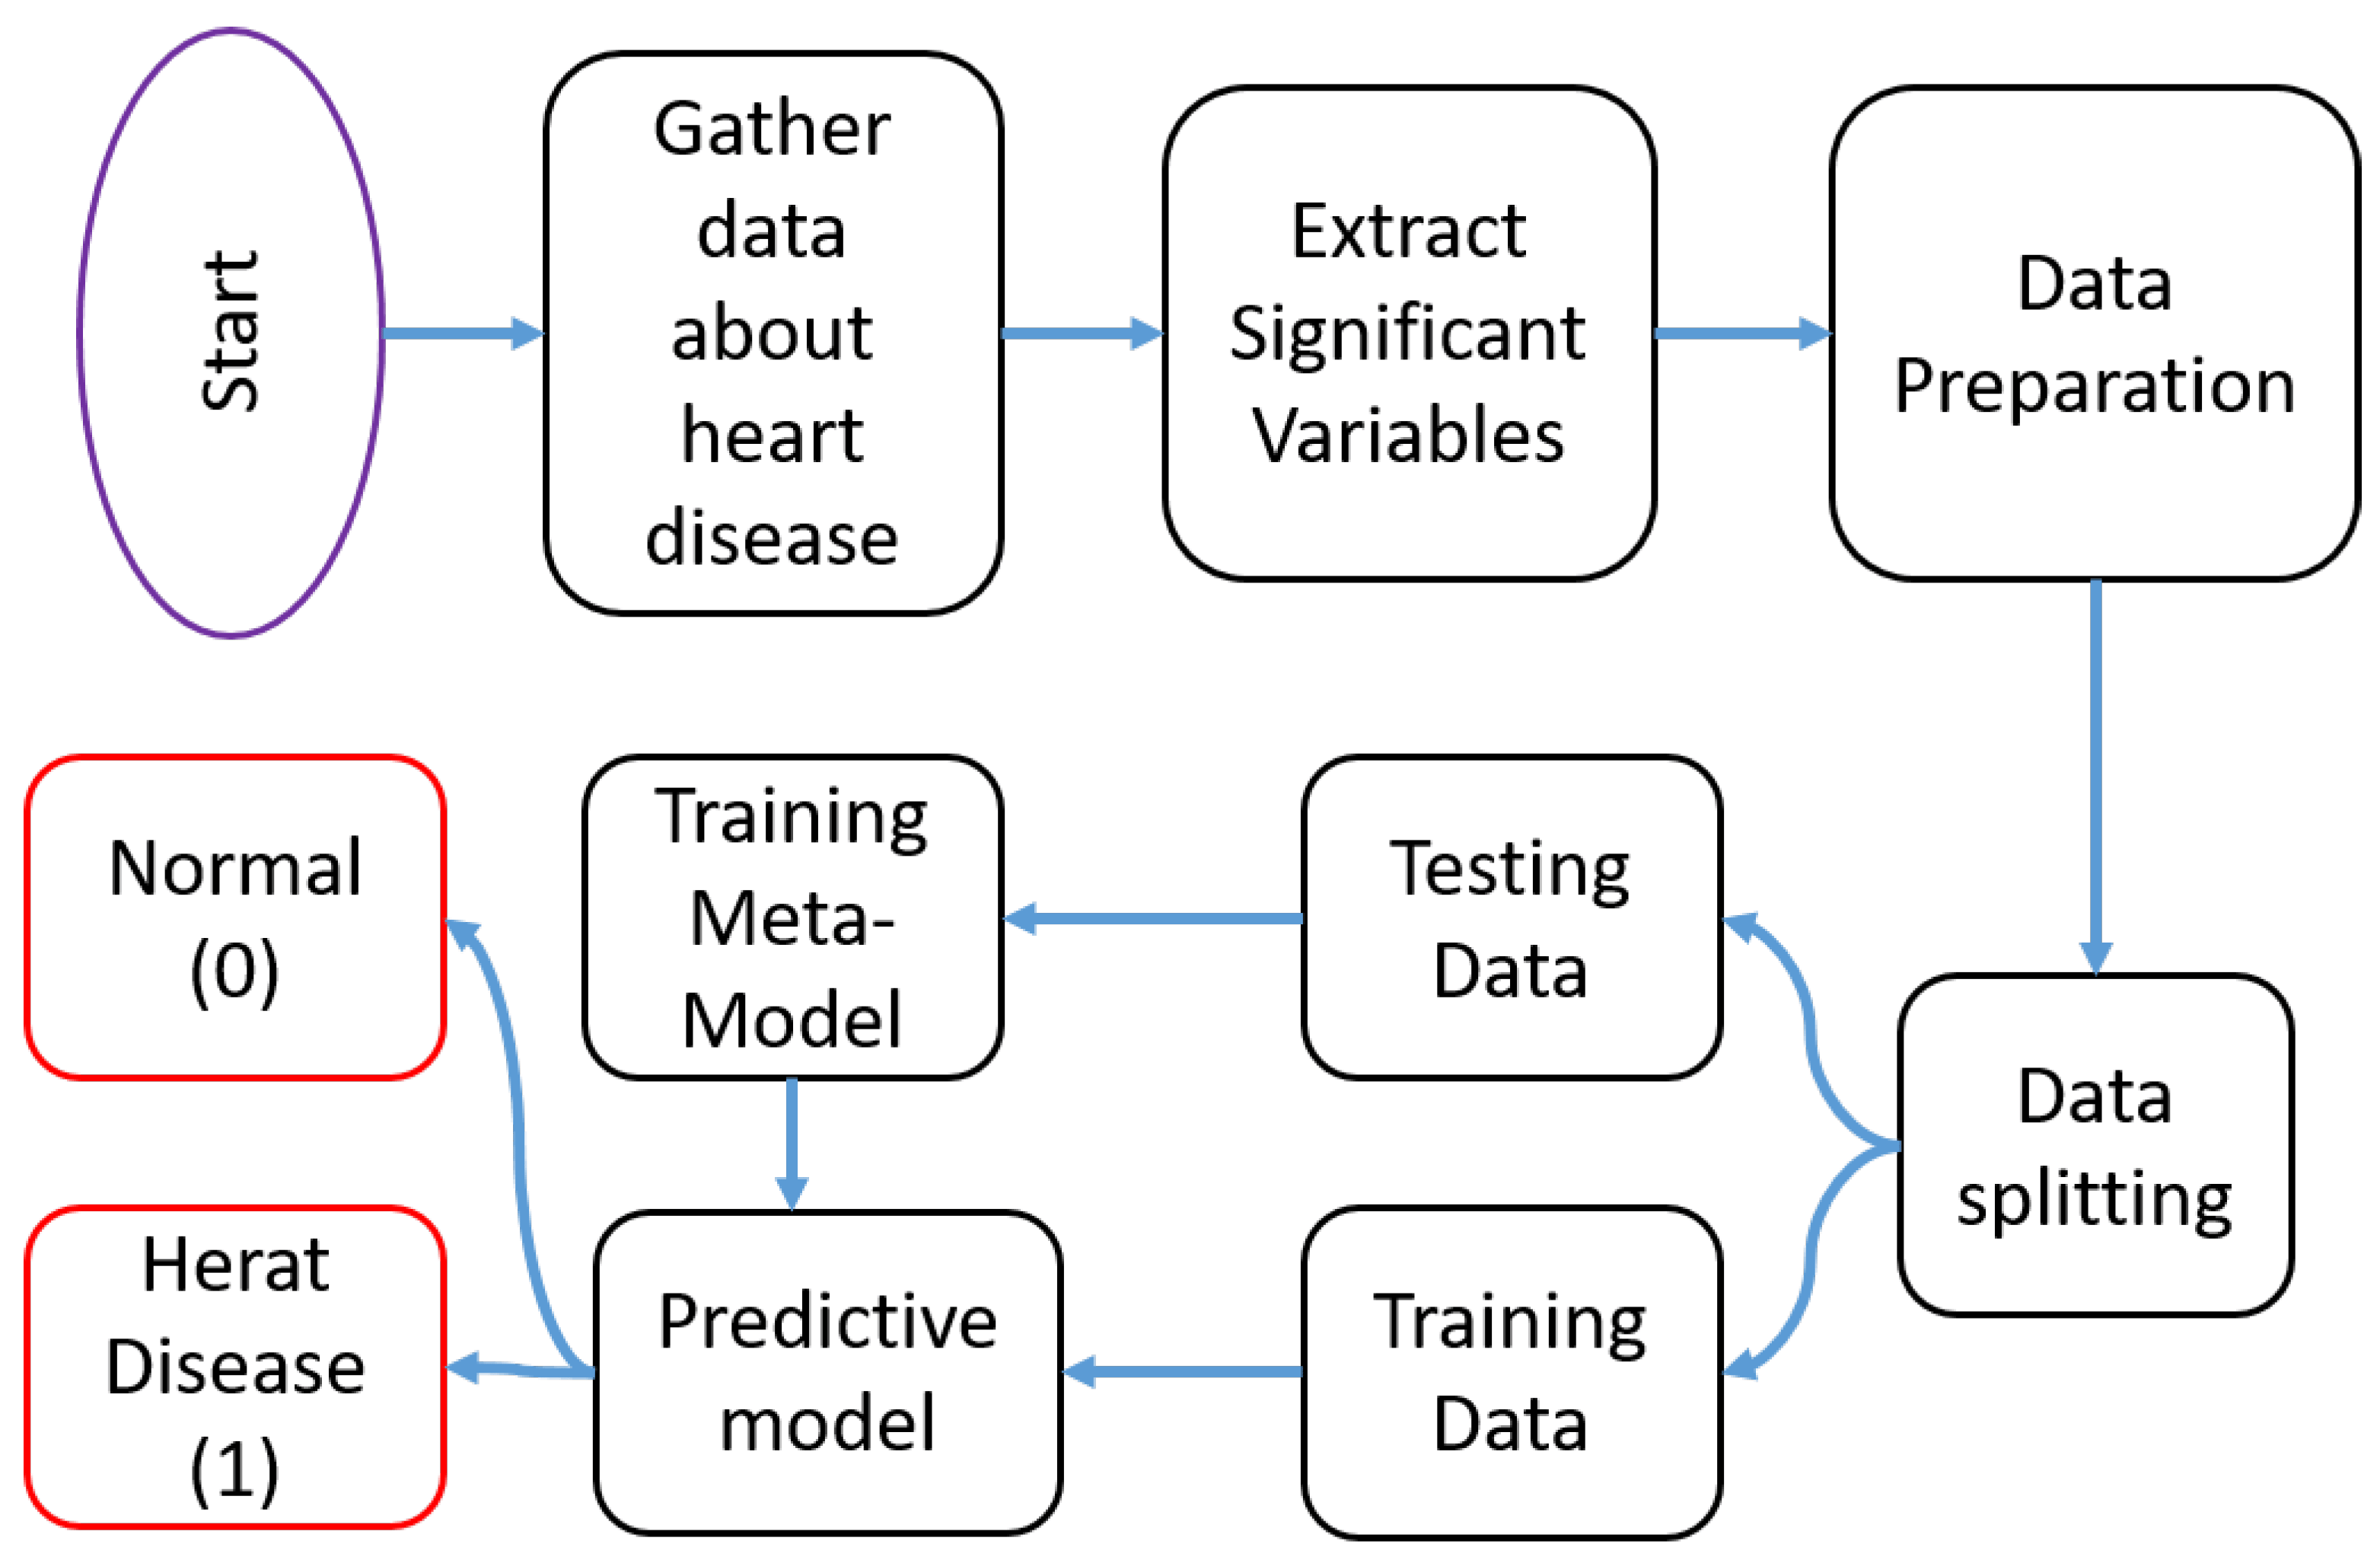 Start
Gather
data
about
heart
disease
Extract
Significant
Variables
Data
Preparation
Normal
(0)
Training
Meta-
Model
Testing
Data
Data
splitting
Herat
Disease
(1)
Predictive
model
Training
Data